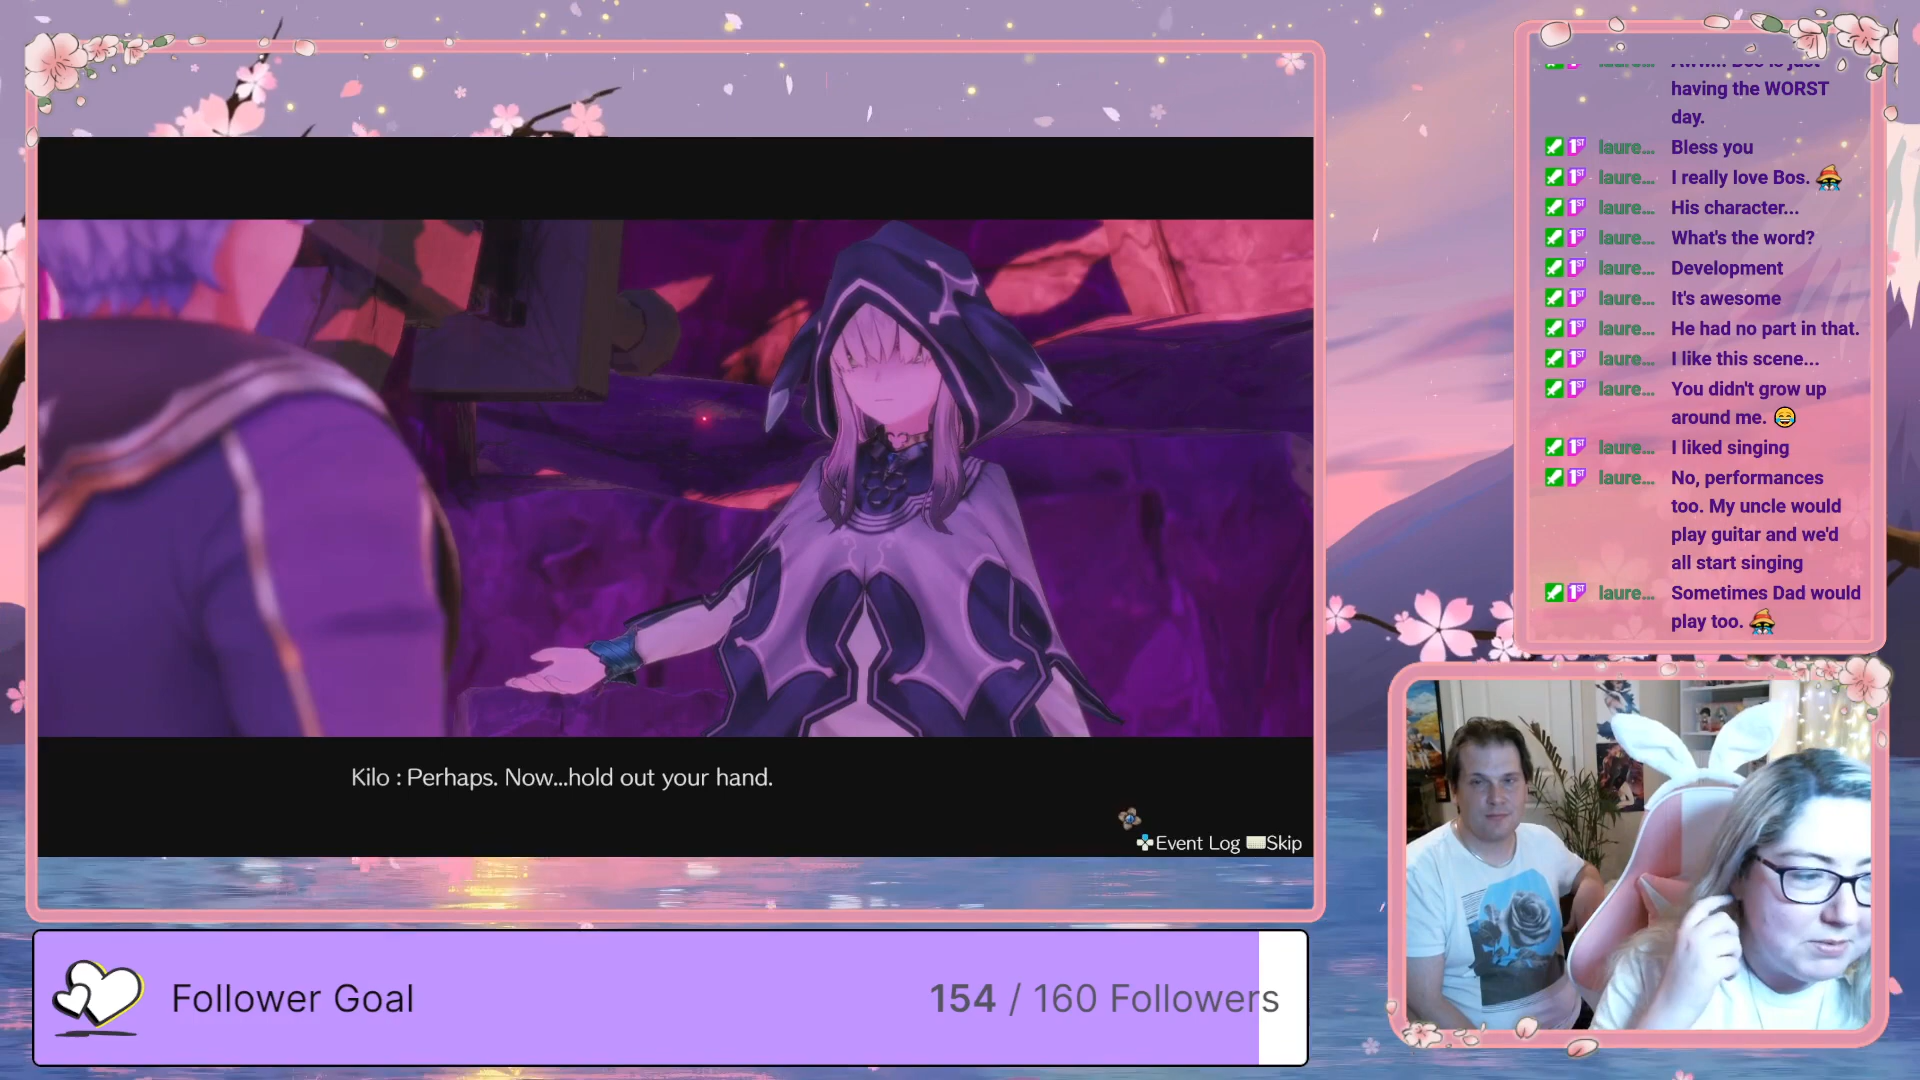 having the WORST
day.
laure... Bless you
laure... I really love Bos.
laure... His character...
laure... What's the word?
laure... Development
laure... It's awesome
laure... He had no part in that.
laure... I like this scene...
laure... You didn't grow up
around me.
laure... I liked singing
laure... No, performances
too. My uncle would
play guitar and we'd
all start singing
laure... Sometimes Dad would
play too.
Kilo : Perhaps. Now...hold out your hand.
Event Log Skip
Follower Goal 154 / 160 Followers